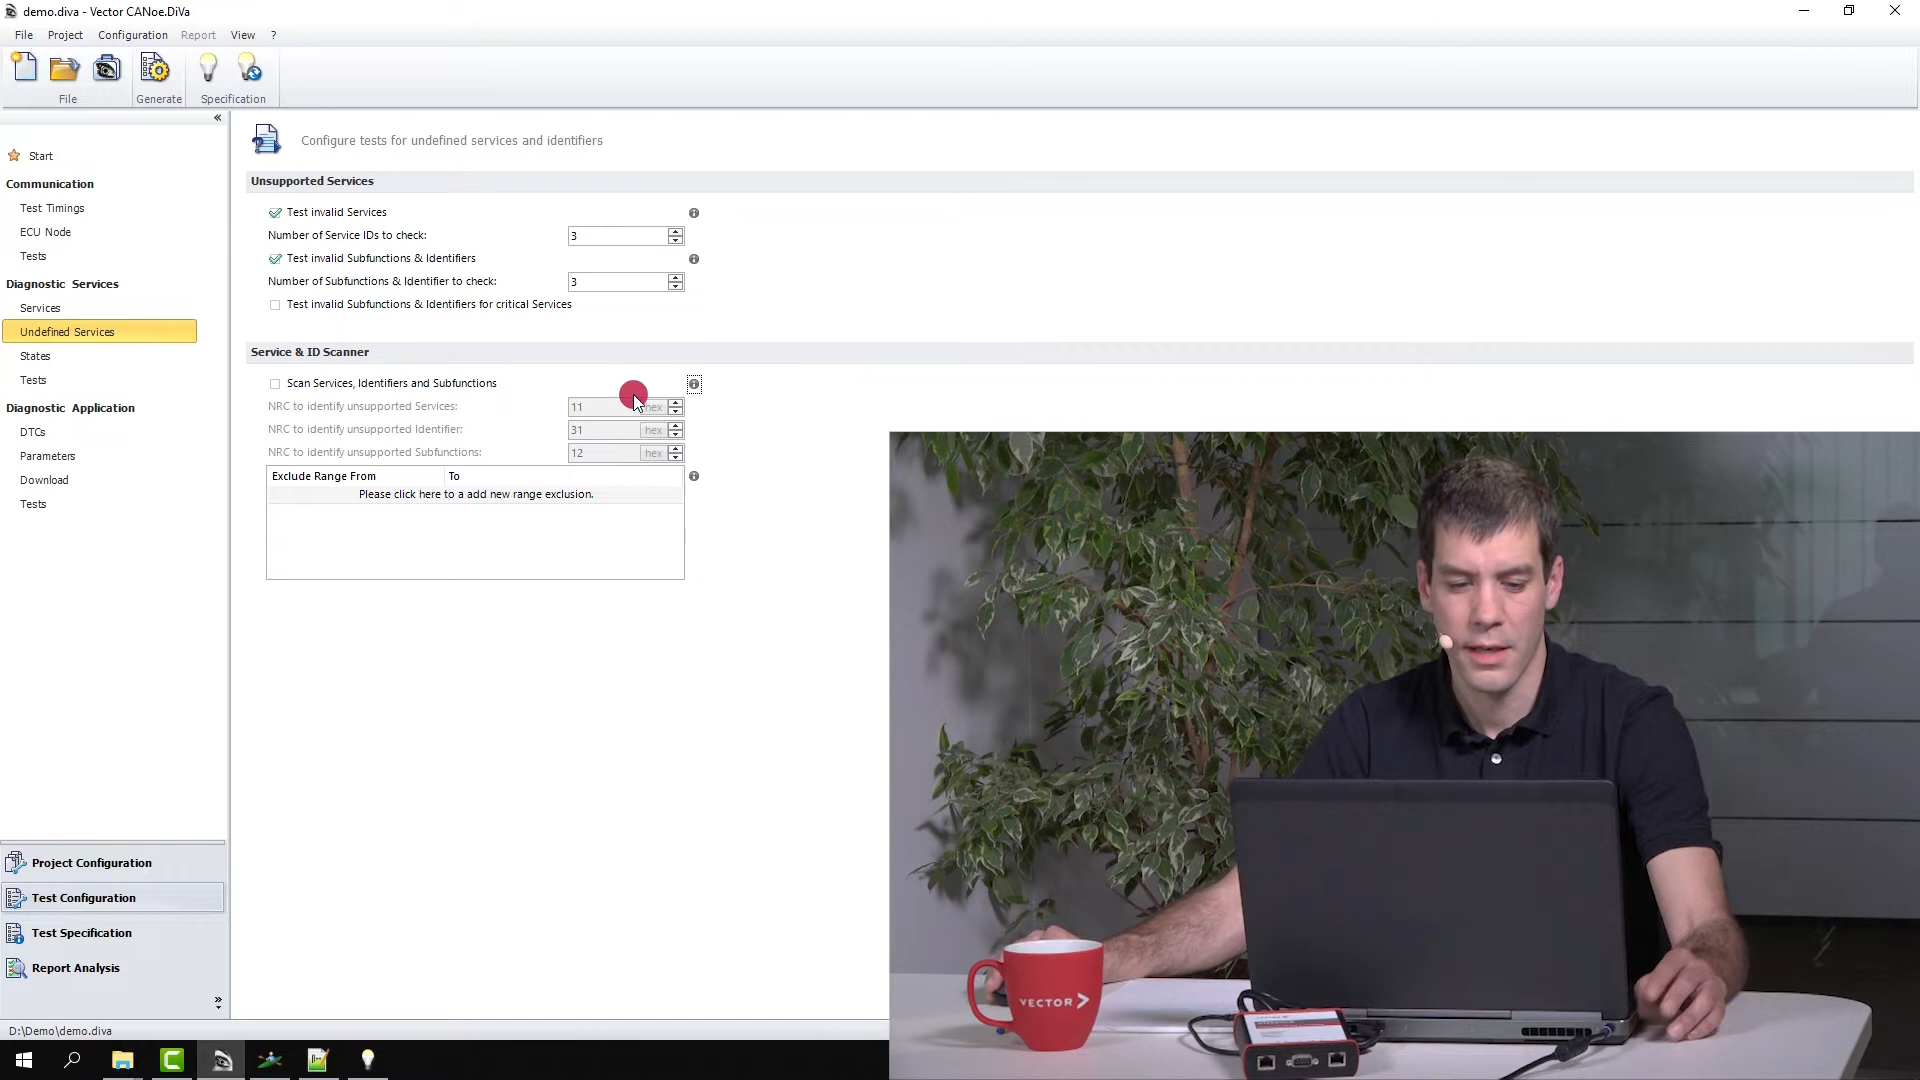 demo.diva - Vector CANoe.DiVa
File Project Configuration Report View ?
File Generate Specification
«
Start
Communication
Test Timings
ECU Node
Tests
Diagnostic Services
Services
Undefined Services
States
Tests
Diagnostic Application
DTCs
Parameters
Download
Tests
Project Configuration
Test Configuration
Test Specification
Report Analysis
D:\Demo\demo.diva
Configure tests for undefined services and identifiers
Unsupported Services
Test invalid Services
Number of Service IDs to check: 3
Test invalid Subfunctions & Identifiers
Number of Subfunctions & Identifier to check: 3
Test invalid Subfunctions & Identifiers for critical Services
Service & ID Scanner
Scan Services, Identifiers and Subfunctions
NRC to identify unsupported Services: 11 hex
NRC to identify unsupported Identifier: 31 hex
NRC to identify unsupported Subfunctions: 12 hex
Exclude Range From To
Please click here to a add new range exclusion.
VECTOR